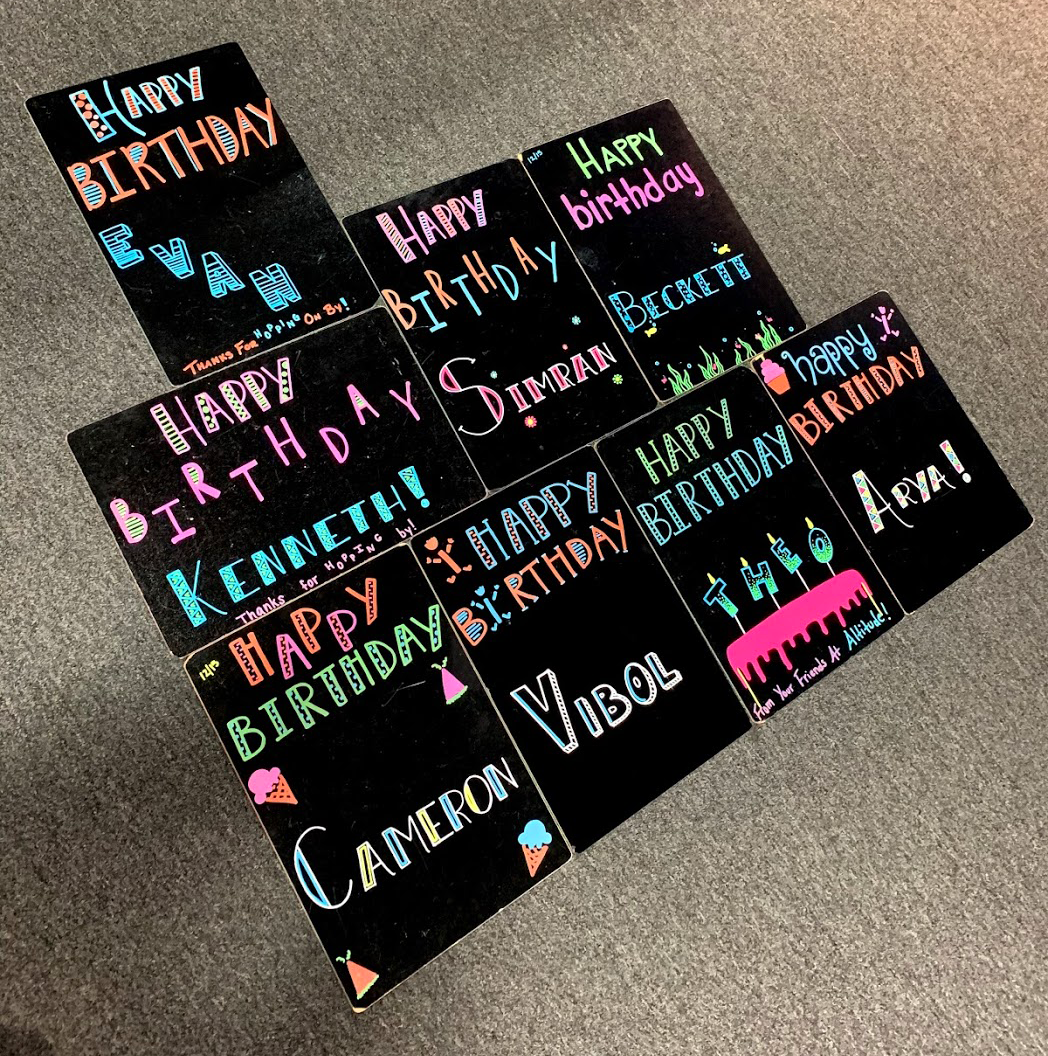 Happy
BIRTHDAY
EVAN
THANKS FOR HOPPING ON BY!
HAPPY
BIRTHDAY
SIMRAN
12/15
HAPPY
birthday
BECKETT
HAPPY
BIRTHDAY
KENNETH!
Thanks for HOPPING by!
happy
BIRTHDAY
ARYA!
HAPPY
BIRTHDAY
THEO
From Your Friends At Altitude!
HAPPY
BIRTHDAY
VIBOL
12/15
HAPPY
BIRTHDAY
CAMERON